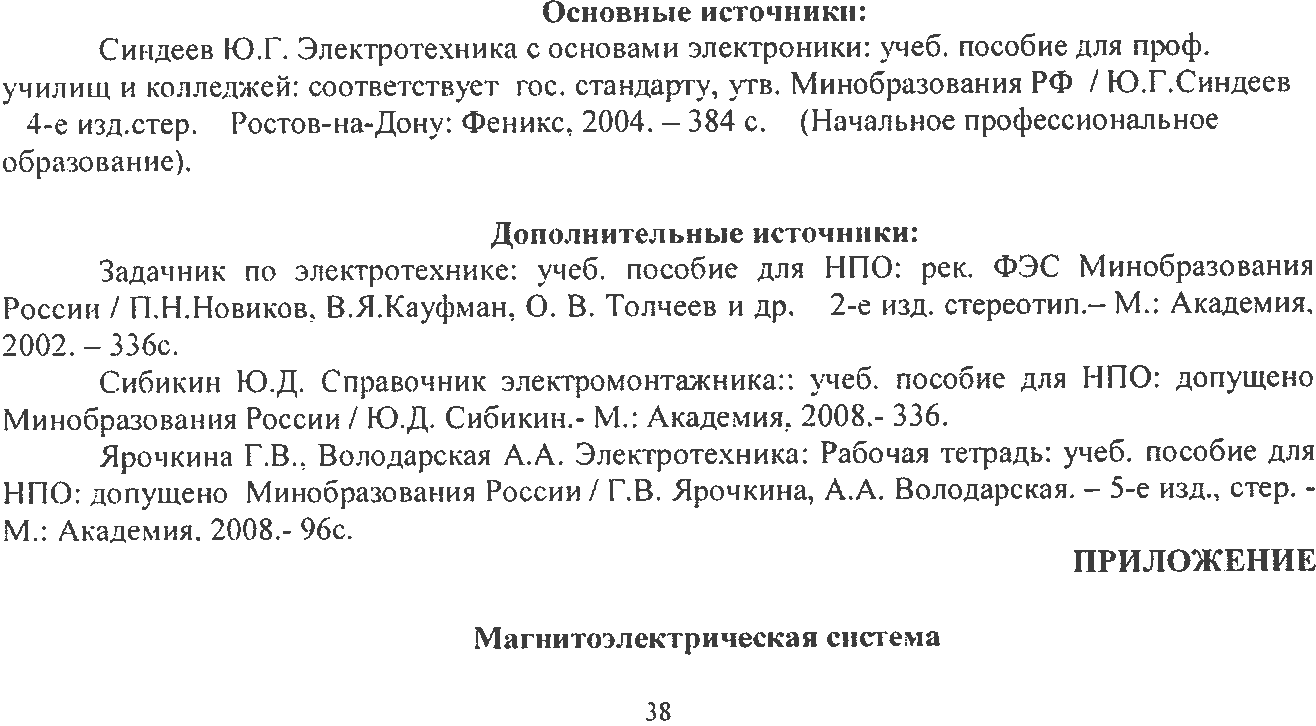 Основные источники:
Синдеев Ю.Г. Электротехника с основами электроники: учеб. пособие для проф.
училищ и колледжей: соответствует гос. стандарту, утв. Минобразования РФ / Ю.Г.Синдеев
4-е изд.стер. Ростов-на-Дону: Феникс, 2004. – 384 с. (Начальное профессиональное
образование).
Дополнительные источники:
Задачник по электротехнике: учеб. пособие для НПО: рек. ФЭС Минобразования
России / П.Н.Новиков, В.Я.Кауфман, О. В. Толчеев и др. 2-е изд. стереотип.– М.: Академия,
2002. – 336с.
Сибикин Ю.Д. Справочник электромонтажника:: учеб. пособие для НПО: допущено
Минобразования России / Ю.Д. Сибикин.- М.: Академия, 2008.- 336.
Ярочкина Г.В., Володарская А.А. Электротехника: Рабочая тетрадь: учеб. пособие для
НПО: допущено Минобразования России / Г.В. Ярочкина, А.А. Володарская. – 5-е изд., стер. -
М.: Академия, 2008.- 96с.
ПРИЛОЖЕНИЕ
Магнитоэлектрическая система
38